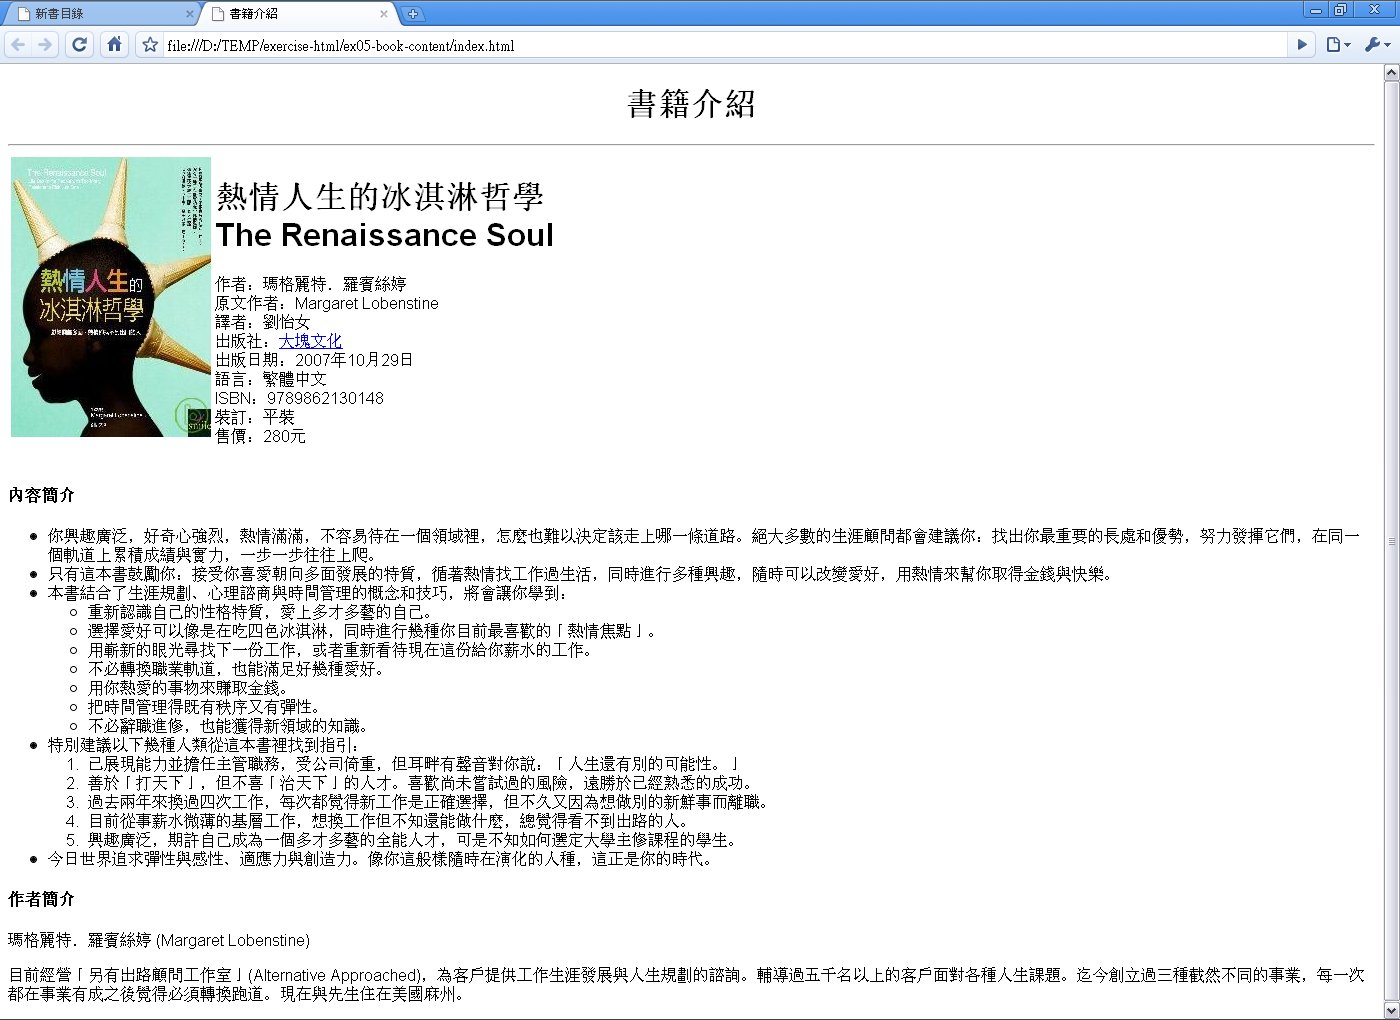 新書目錄
書籍介紹
file:///D:/TEMP/exercise-html/ex05-book-content/index.html
書籍介紹
The Renaissance Soul
熱情人生的
冰淇淋哲學
Margaret Lobenstine
smile
熱情人生的冰淇淋哲學
The Renaissance Soul
作者：瑪格麗特．羅賓絲婷
原文作者：Margaret Lobenstine
譯者：劉怡女
出版社：大塊文化
出版日期：2007年10月29日
語言：繁體中文
ISBN：9789862130148
裝訂：平裝
售價：280元
內容簡介
你興趣廣泛，好奇心強烈，熱情滿滿，不容易待在一個領域裡，怎麼也難以決定該走上哪一條道路。絕大多數的生涯顧問都會建議你：找出你最重要的長處和優勢，努力發揮它們，在同一
個軌道上累積成績與實力，一步一步往往上爬。
只有這本書鼓勵你：接受你喜愛朝向多面發展的特質，循著熱情找工作過生活，同時進行多種興趣，隨時可以改變愛好，用熱情來幫你取得金錢與快樂。
本書結合了生涯規劃、心理諮商與時間管理的概念和技巧，將會讓你學到：
重新認識自己的性格特質，愛上多才多藝的自己。
選擇愛好可以像是在吃四色冰淇淋，同時進行幾種你目前最喜歡的「熱情焦點」。
用嶄新的眼光尋找下一份工作，或者重新看待現在這份給你薪水的工作。
不必轉換職業軌道，也能滿足好幾種愛好。
用你熱愛的事物來賺取金錢。
把時間管理得既有秩序又有彈性。
不必辭職進修，也能獲得新領域的知識。
特別建議以下幾種人類從這本書裡找到指引：
1. 已展現能力並擔任主管職務，受公司倚重，但耳畔有聲音對你說：「人生還有別的可能性。」
2. 善於「打天下」，但不喜「治天下」的人才。喜歡尚未嘗試過的風險，遠勝於已經熟悉的成功。
3. 過去兩年來換過四次工作，每次都覺得新工作是正確選擇，但不久又因為想做別的新鮮事而離職。
4. 目前從事薪水微薄的基層工作，想換工作但不知還能做什麼，總覺得看不到出路的人。
5. 興趣廣泛，期許自己成為一個多才多藝的全能人才，可是不知如何選定大學主修課程的學生。
今日世界追求彈性與感性、適應力與創造力。像你這般樣隨時在演化的人種，這正是你的時代。
作者簡介
瑪格麗特．羅賓絲婷 (Margaret Lobenstine)
目前經營「另有出路顧問工作室」(Alternative Approached)，為客戶提供工作生涯發展與人生規劃的諮詢。輔導過五千名以上的客戶面對各種人生課題。迄今創立過三種截然不同的事業，每一次
都在事業有成之後覺得必須轉換跑道。現在與先生住在美國麻州。